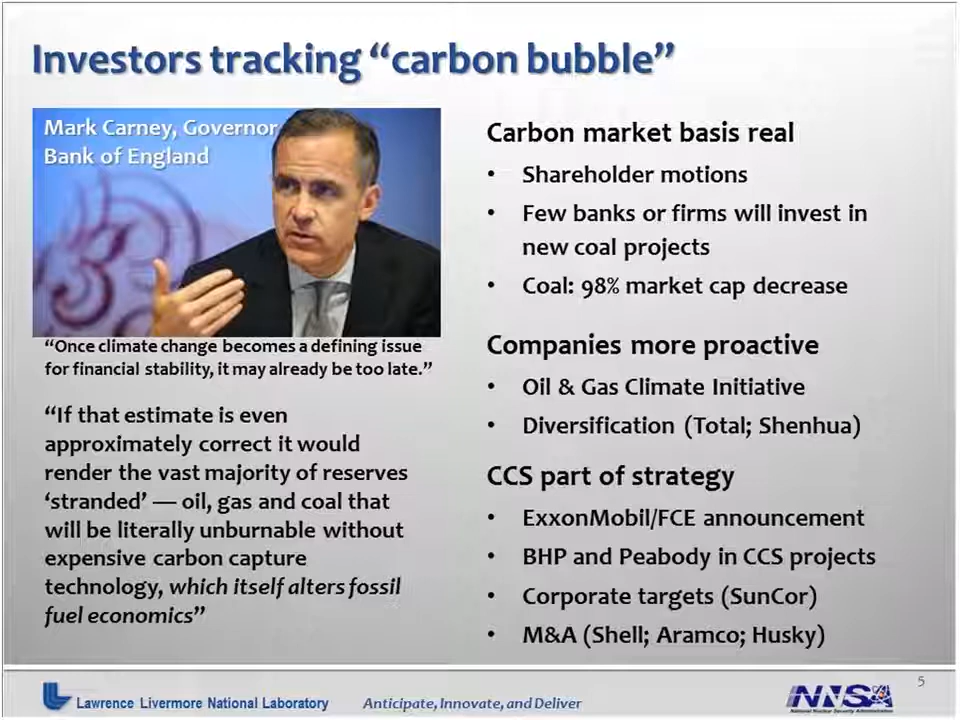 Investors tracking “carbon bubble”
Mark Carney, Governor
Bank of England
“Once climate change becomes a defining issue
for financial stability, it may already be too late.”
“If that estimate is even
approximately correct it would
render the vast majority of reserves
‘stranded’ — oil, gas and coal that
will be literally unburnable without
expensive carbon capture
technology, which itself alters fossil
fuel economics”
Carbon market basis real
• Shareholder motions
• Few banks or firms will invest in
new coal projects
• Coal: 98% market cap decrease
Companies more proactive
• Oil & Gas Climate Initiative
• Diversification (Total; Shenhua)
CCS part of strategy
• ExxonMobil/FCE announcement
• BHP and Peabody in CCS projects
• Corporate targets (SunCor)
• M&A (Shell; Aramco; Husky)
Lawrence Livermore National Laboratory
Anticipate, Innovate, and Deliver
NNSA
National Nuclear Security Administration
5